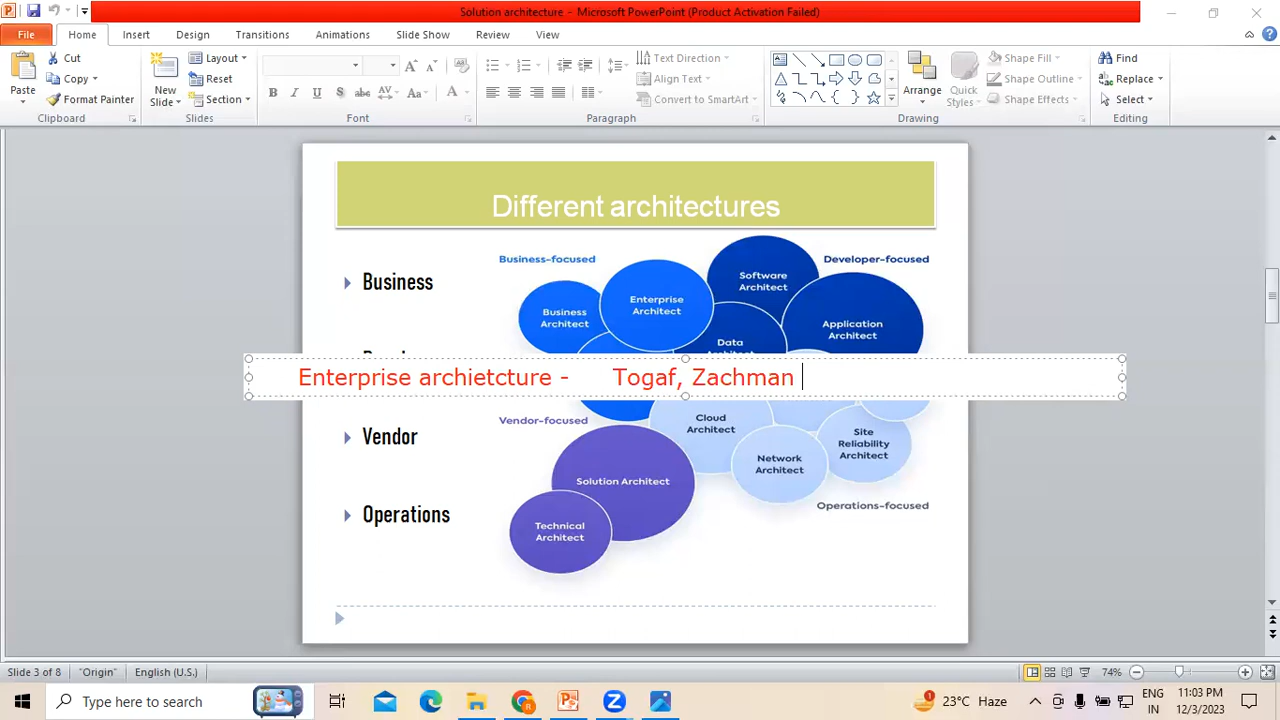 Solution architecture - Microsoft PowerPoint (Product Activation Failed)
File Home Insert Design Transitions Animations Slide Show Review View
Paste
Cut
Copy
Format Painter
Clipboard
New Slide
Layout
Reset
Section
Slides
B I U S abc AV Aa A
Font
Text Direction
Align Text
Convert to SmartArt
Paragraph
Arrange
Quick Styles
Shape Fill
Shape Outline
Shape Effects
Drawing
Find
Replace
Select
Editing
Different architectures
Business
Vendor
Operations
Business-focused
Developer-focused
Software Architect
Enterprise Architect
Business Architect
Application Architect
Data
Enterprise archietcture - Togaf, Zachman
Vendor-focused
Cloud Architect
Site Reliability Architect
Network Architect
Solution Architect
Operations-focused
Technical Architect
Slide 3 of 8 "Origin" English (U.S.) 74%
Type here to search
1 23°C Haze ENG IN 11:03 PM 12/3/2023